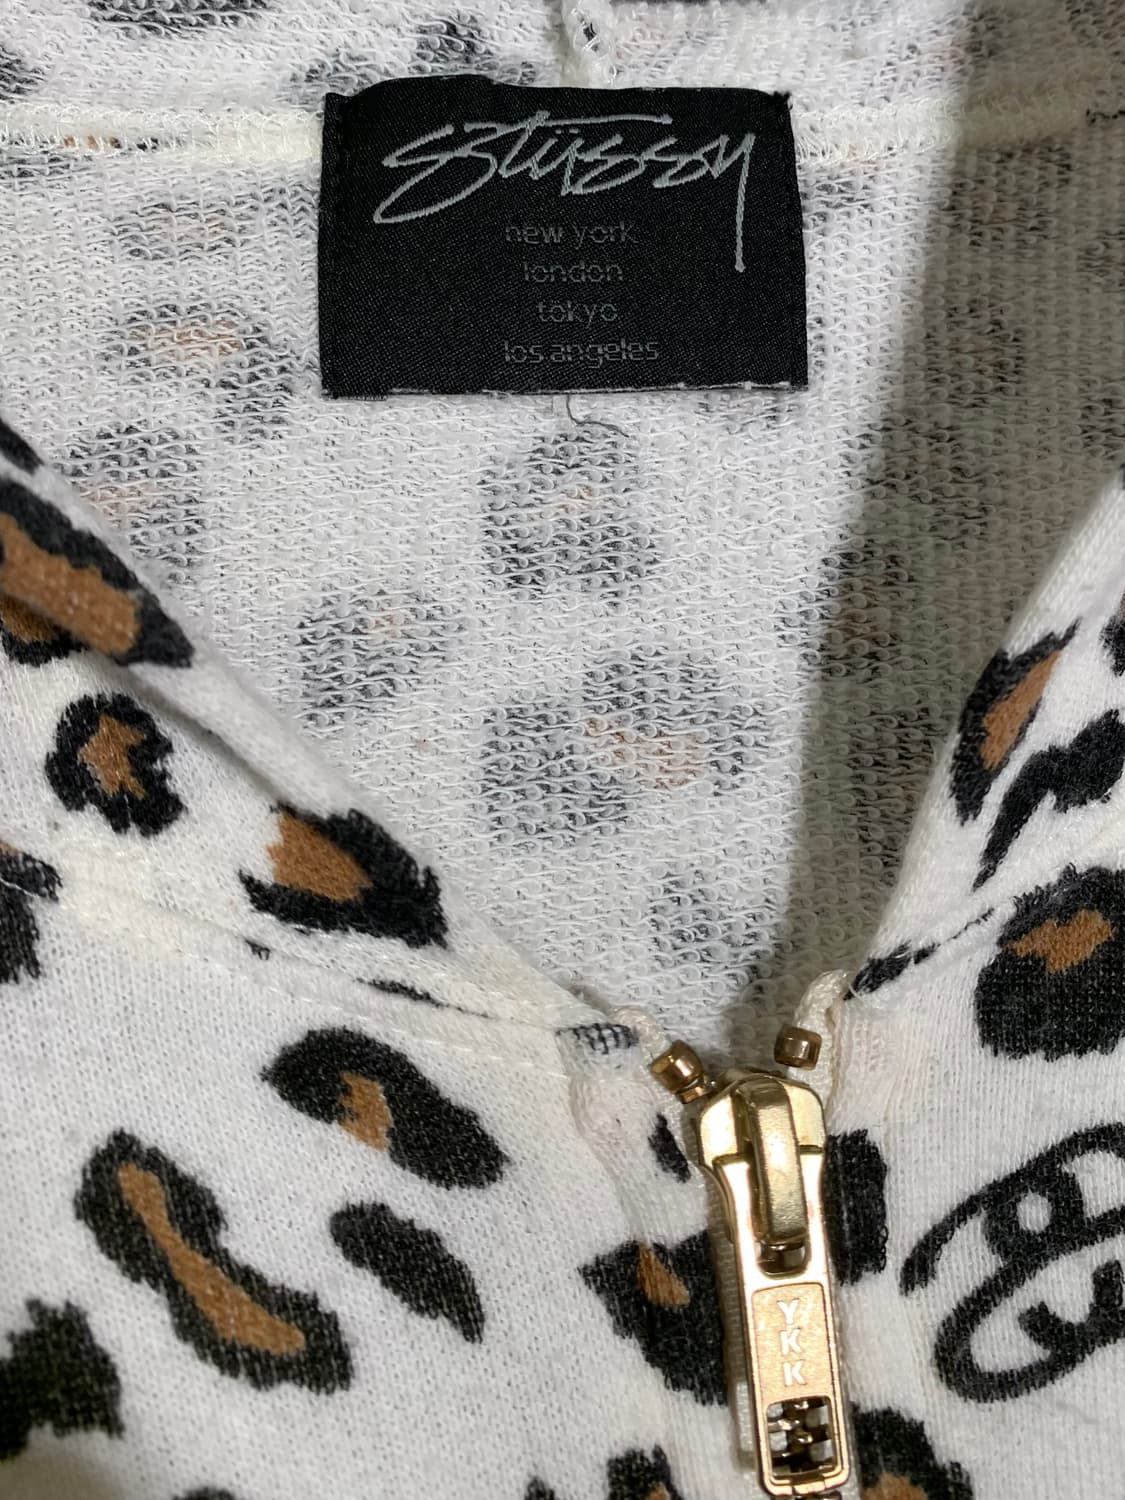 stüssy
new york
london
tokyo
los angeles
YKK